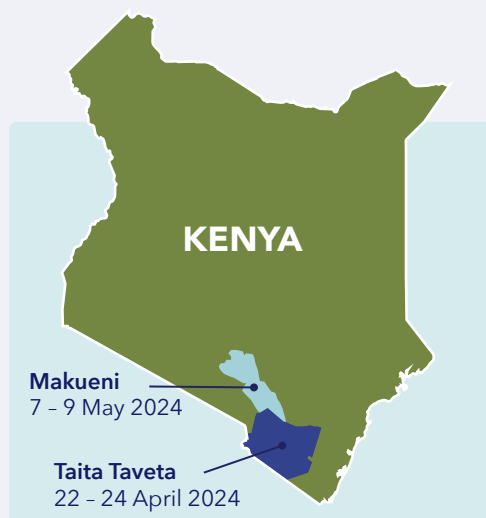 KENYA
Makueni
7 – 9 May 2024
Taita Taveta
22 – 24 April 2024